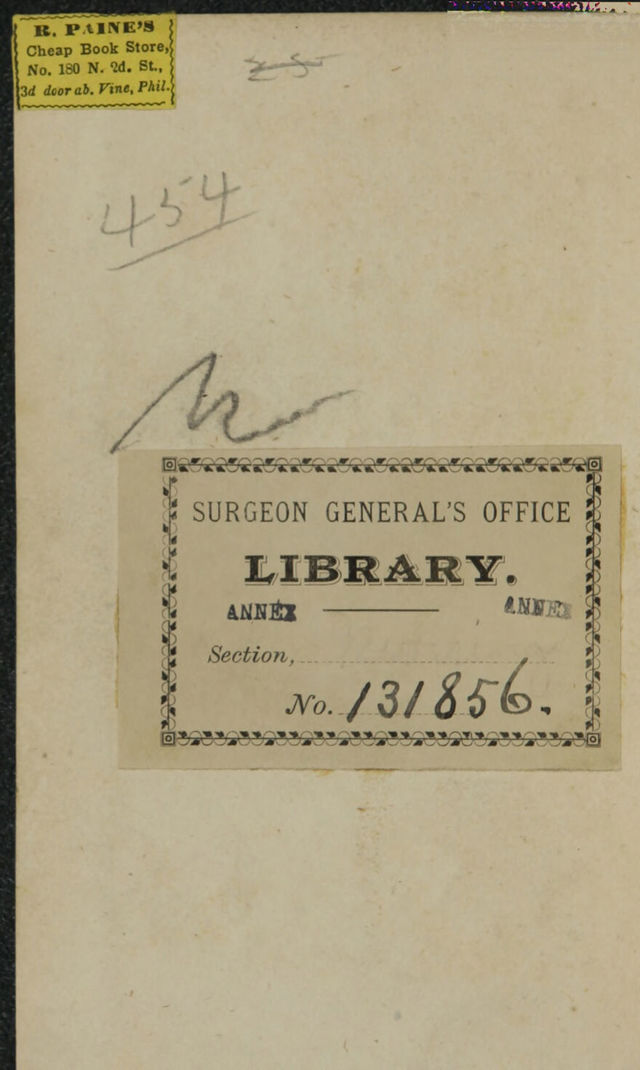 R. PAINE'S
Cheap Book Store,
No. 180 N. 2d. St.,
3d door ab. Vine, Phil.
454
SURGEON GENERAL'S OFFICE
LIBRARY.
ANNEX ANNEX
Section,
No. 131856.